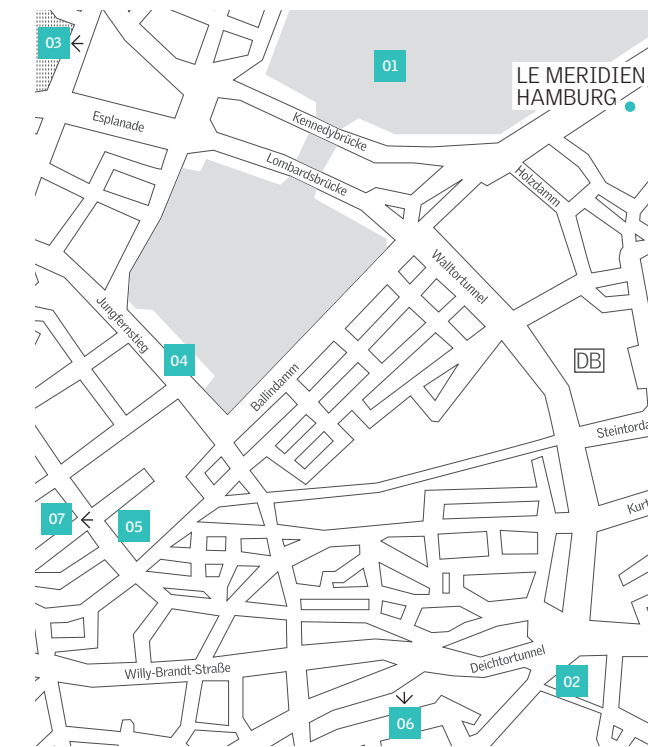 03
01
LE MERIDIEN
HAMBURG
Esplanade
Kennedybrücke
Lombardsbrücke
Holzdamm
Walltortunnel
Jungfernstieg
04
DB
Ballindamm
Steintorda
07
05
Kurt
Deichtortunnel
Willy-Brandt-Straße
02
06